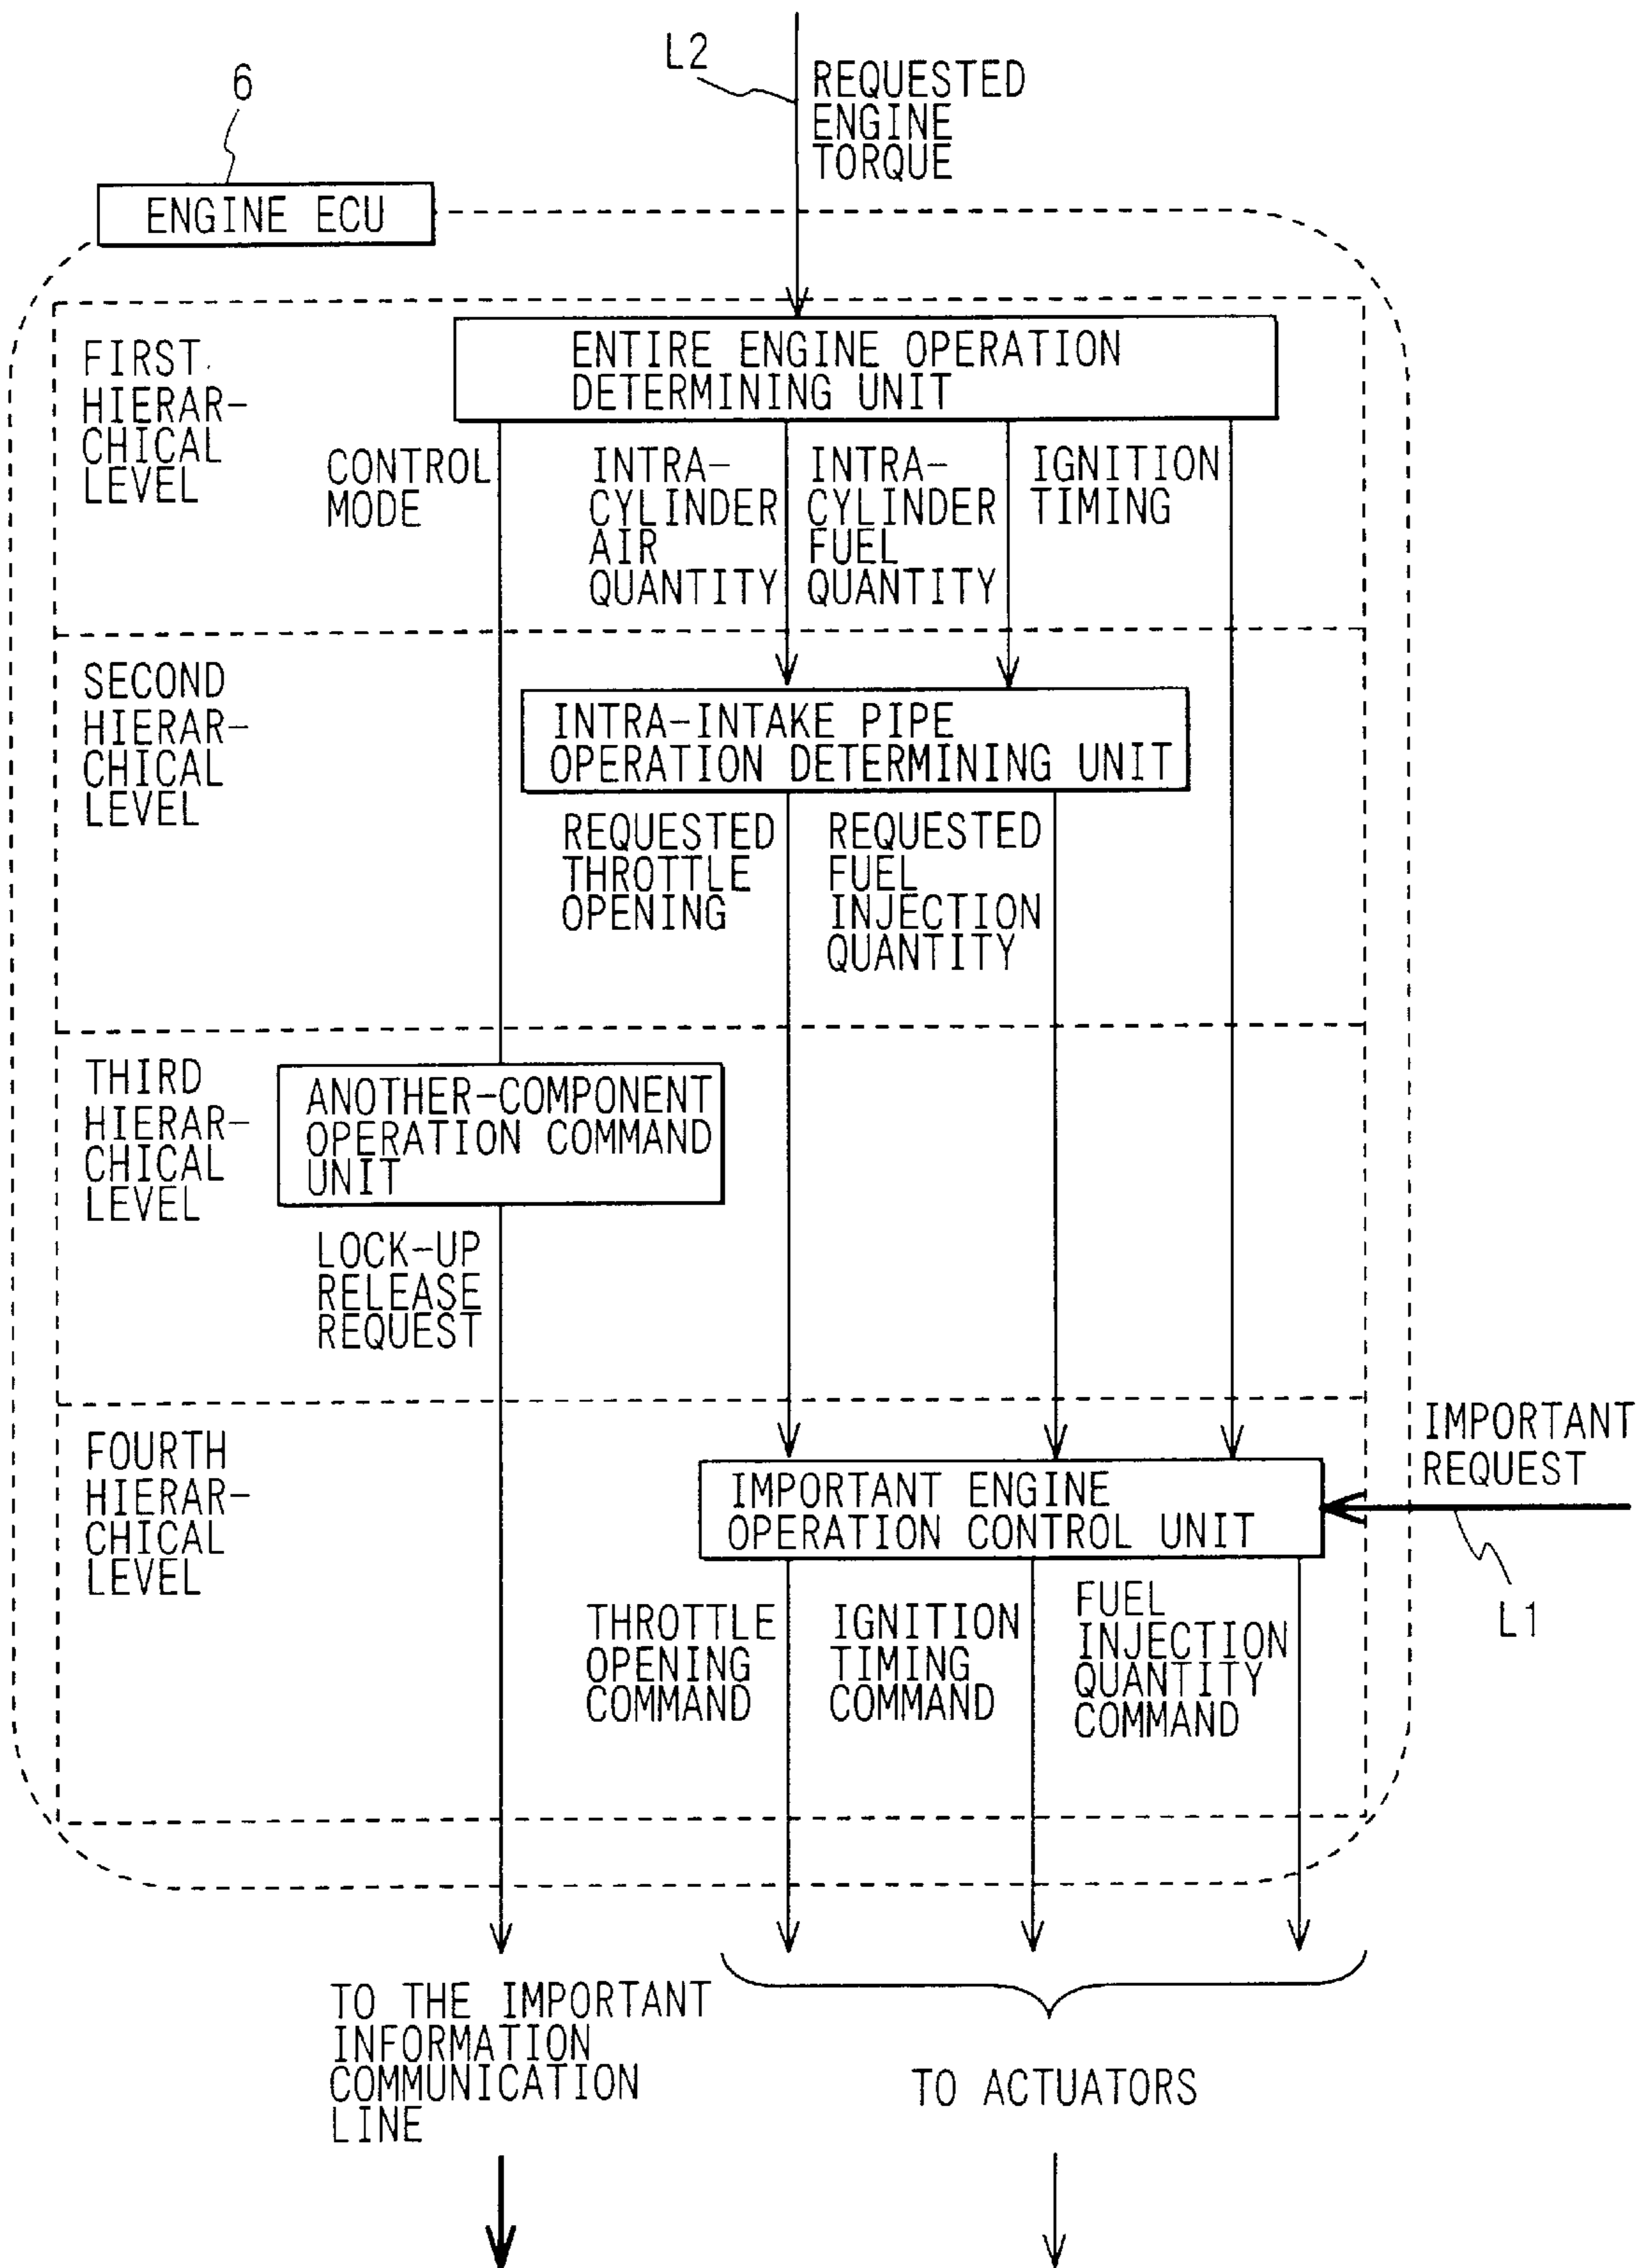 L2
REQUESTED
ENGINE
TORQUE
6
ENGINE ECU
FIRST
HIERAR-
CHICAL
LEVEL
ENTIRE ENGINE OPERATION
DETERMINING UNIT
CONTROL
MODE
INTRA-
CYLINDER
AIR
QUANTITY
INTRA-
CYLINDER
FUEL
QUANTITY
IGNITION
TIMING
SECOND
HIERAR-
CHICAL
LEVEL
INTRA-INTAKE PIPE
OPERATION DETERMINING UNIT
REQUESTED
THROTTLE
OPENING
REQUESTED
FUEL
INJECTION
QUANTITY
THIRD
HIERAR-
CHICAL
LEVEL
ANOTHER-COMPONENT
OPERATION COMMAND
UNIT
LOCK-UP
RELEASE
REQUEST
FOURTH
HIERAR-
CHICAL
LEVEL
IMPORTANT ENGINE
OPERATION CONTROL UNIT
IMPORTANT
REQUEST
L1
THROTTLE
OPENING
COMMAND
IGNITION
TIMING
COMMAND
FUEL
INJECTION
QUANTITY
COMMAND
TO THE IMPORTANT
INFORMATION
COMMUNICATION
LINE
TO ACTUATORS